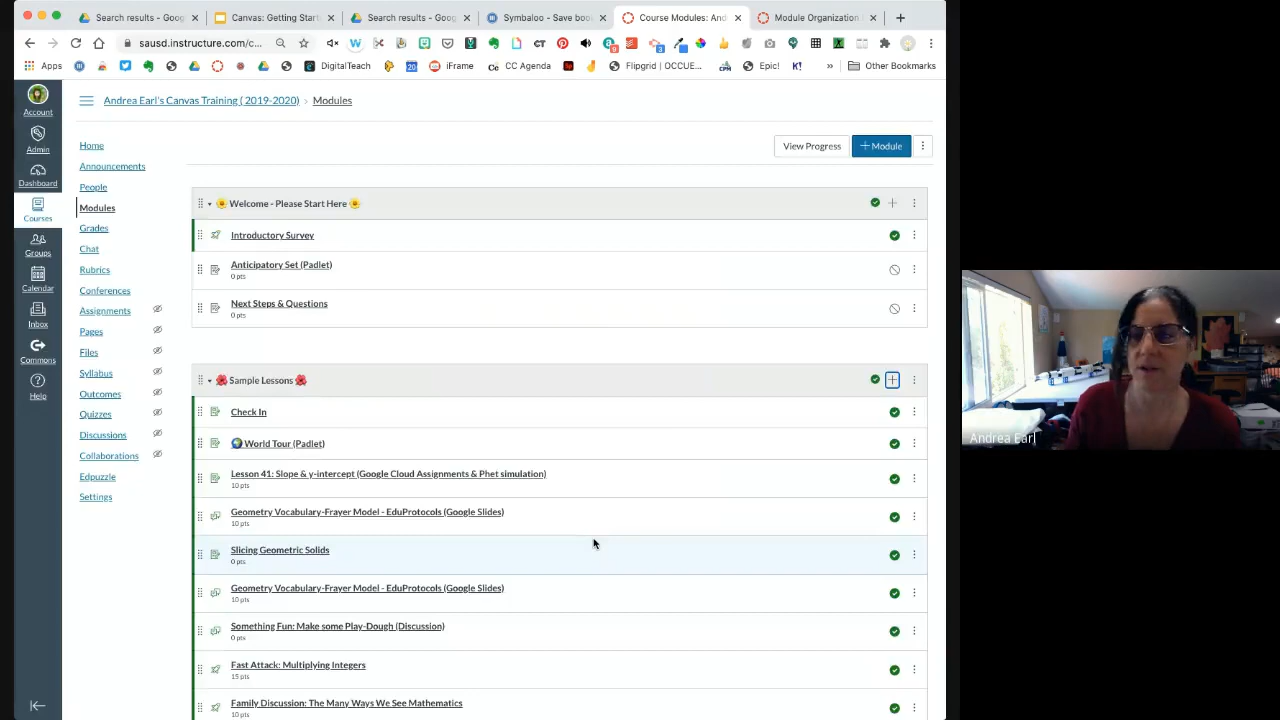 Search results - Goo
Canvas: Getting Star
Search results - Goo
Symbaloo - Save boo
Course Modules: And
Module Organization
sausd.instructure.com/c...
Apps
DigitalTeach
iFrame
CC Agenda
Flipgrid | OCCUE...
Epic!
K!
»
Other Bookmarks
Account
Admin
Dashboard
Courses
Groups
Calendar
Inbox
Commons
Help
Andrea Earl's Canvas Training ( 2019-2020) › Modules
Home
Announcements
People
Modules
Grades
Chat
Rubrics
Conferences
Assignments
Pages
Files
Syllabus
Outcomes
Quizzes
Discussions
Collaborations
Edpuzzle
Settings
View Progress
+ Module
Welcome - Please Start Here
Introductory Survey
Anticipatory Set (Padlet)
0 pts
Next Steps & Questions
0 pts
Sample Lessons
Check In
World Tour (Padlet)
Lesson 41: Slope & y-intercept (Google Cloud Assignments & Phet simulation)
10 pts
Geometry Vocabulary-Frayer Model - EduProtocols (Google Slides)
10 pts
Slicing Geometric Solids
0 pts
Geometry Vocabulary-Frayer Model - EduProtocols (Google Slides)
10 pts
Something Fun: Make some Play-Dough (Discussion)
0 pts
Fast Attack: Multiplying Integers
15 pts
Family Discussion: The Many Ways We See Mathematics
10 pts
Andrea Earl